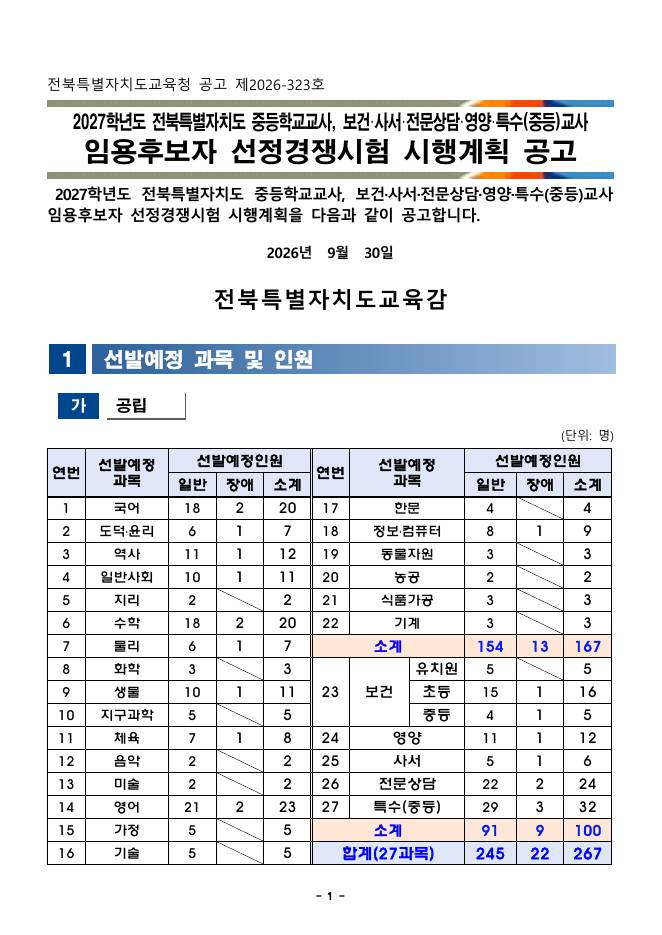 전북특별자치도교육청 공고 제2026-323호
2027학년도 전북특별자치도 중등학교교사, 보건·사서·전문상담·영양·특수(중등)교사
임용후보자 선정경쟁시험 시행계획 공고
2027학년도 전북특별자치도 중등학교교사, 보건·사서·전문상담·영양·특수(중등)교사
임용후보자 선정경쟁시험 시행계획을 다음과 같이 공고합니다.
2026년 9월 30일
전북특별자치도교육감
1 선발예정 과목 및 인원
가 공립
(단위: 명)
연번 선발예정 과목 선발예정인원 연번 선발예정 과목 선발예정인원
일반 장애 소계 일반 장애 소계
1 국어 18 2 20 17 한문 4 4
2 도덕·윤리 6 1 7 18 정보·컴퓨터 8 1 9
3 역사 11 1 12 19 동물자원 3 3
4 일반사회 10 1 11 20 농공 2 2
5 지리 2 2 21 식품가공 3 3
6 수학 18 2 20 22 기계 3 3
7 물리 6 1 7 소계 154 13 167
8 화학 3 3 23 보건 유치원 5 5
9 생물 10 1 11 초등 15 1 16
10 지구과학 5 5 중등 4 1 5
11 체육 7 1 8 24 영양 11 1 12
12 음악 2 2 25 사서 5 1 6
13 미술 2 2 26 전문상담 22 2 24
14 영어 21 2 23 27 특수(중등) 29 3 32
15 가정 5 5 소계 91 9 100
16 기술 5 5 합계(27과목) 245 22 267
- 1 -